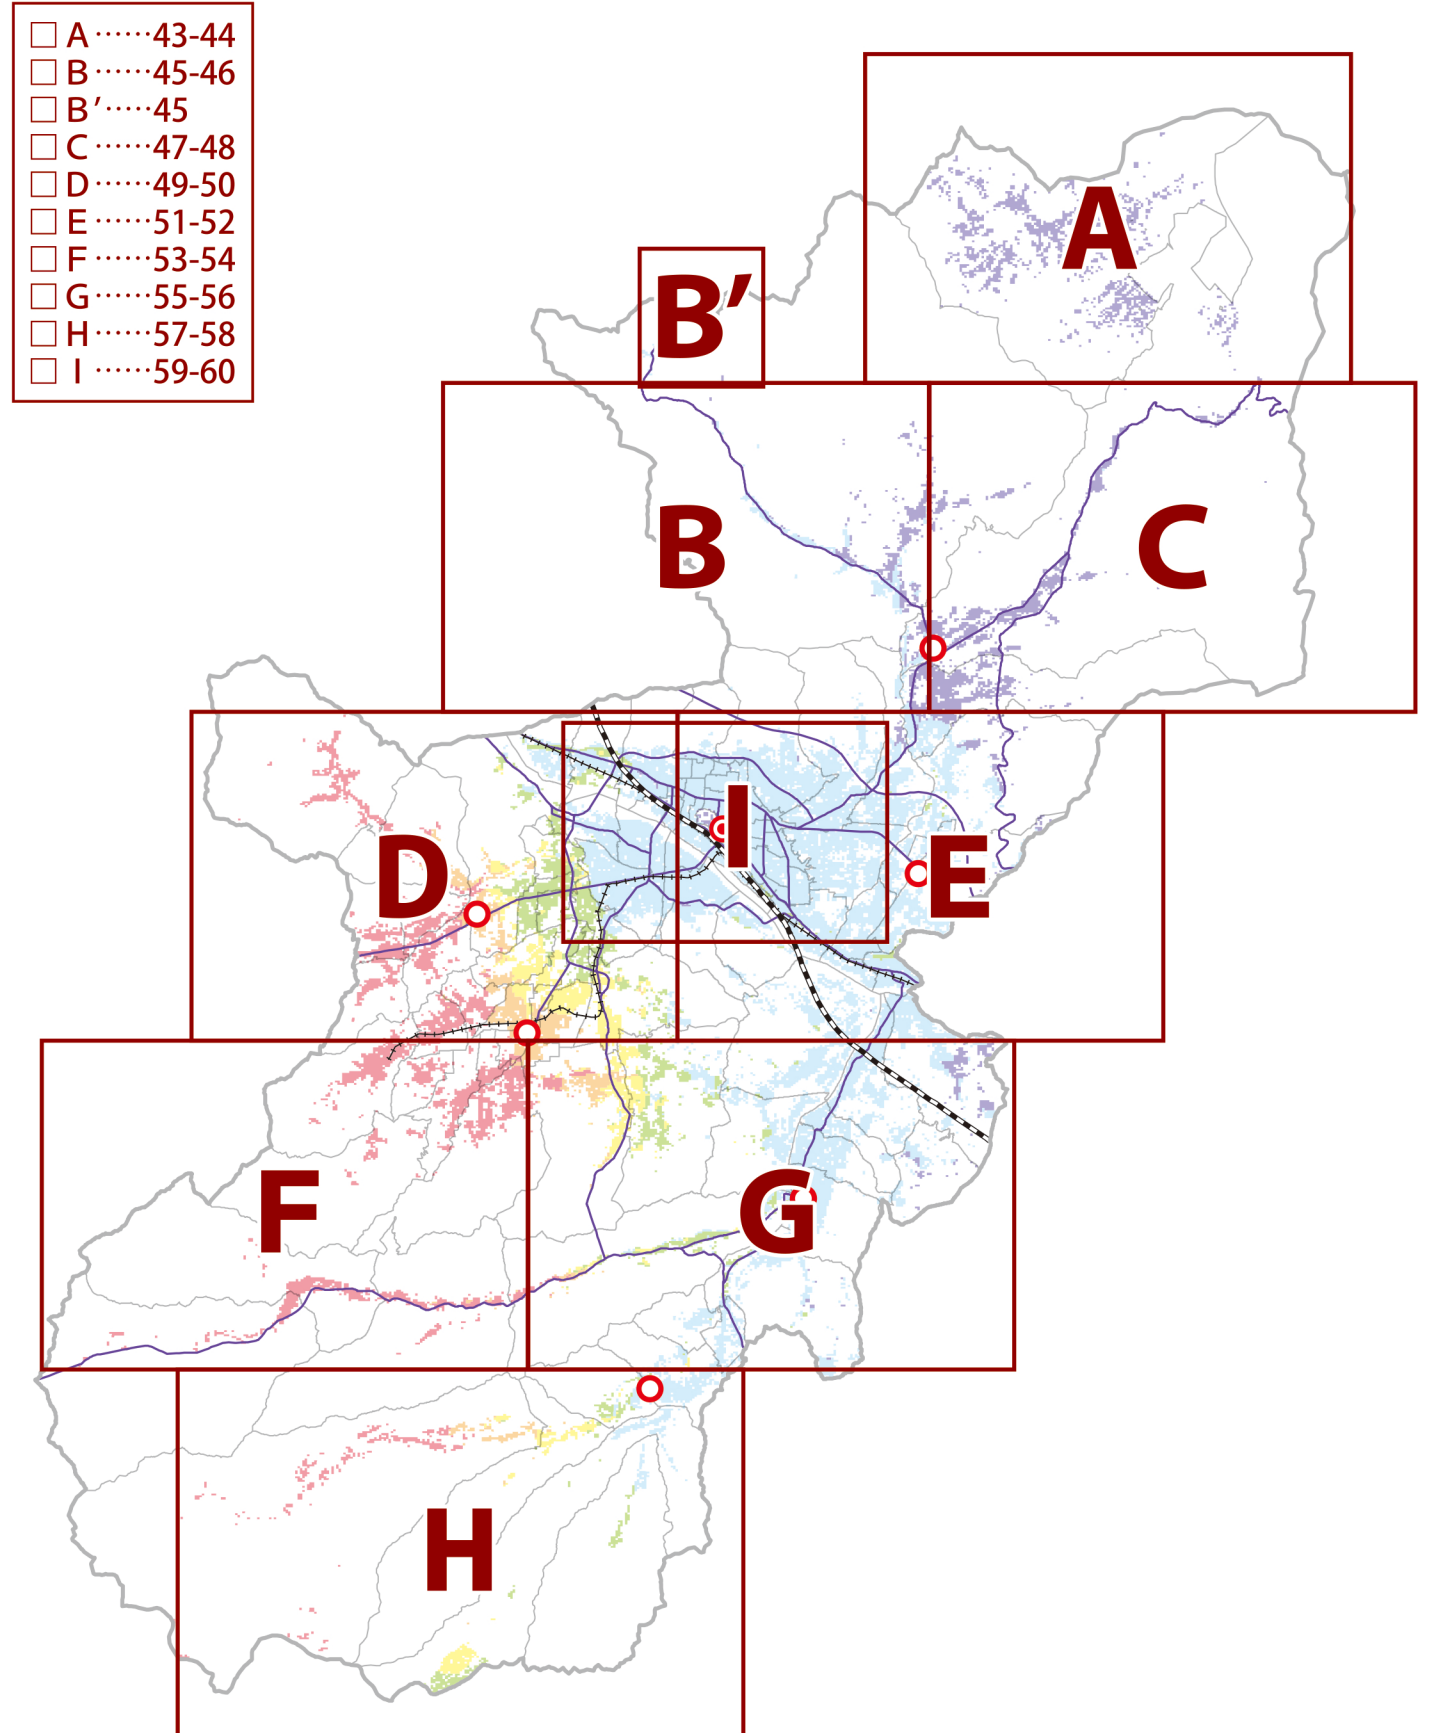 □ A ······43-44
□ B ······45-46
□ B′ ·····45
□ C ······47-48
□ D ······49-50
□ E ······51-52
□ F ······53-54
□ G ······55-56
□ H ······57-58
□ I ······59-60
A
B′
B
C
I
D
E
F
G
H